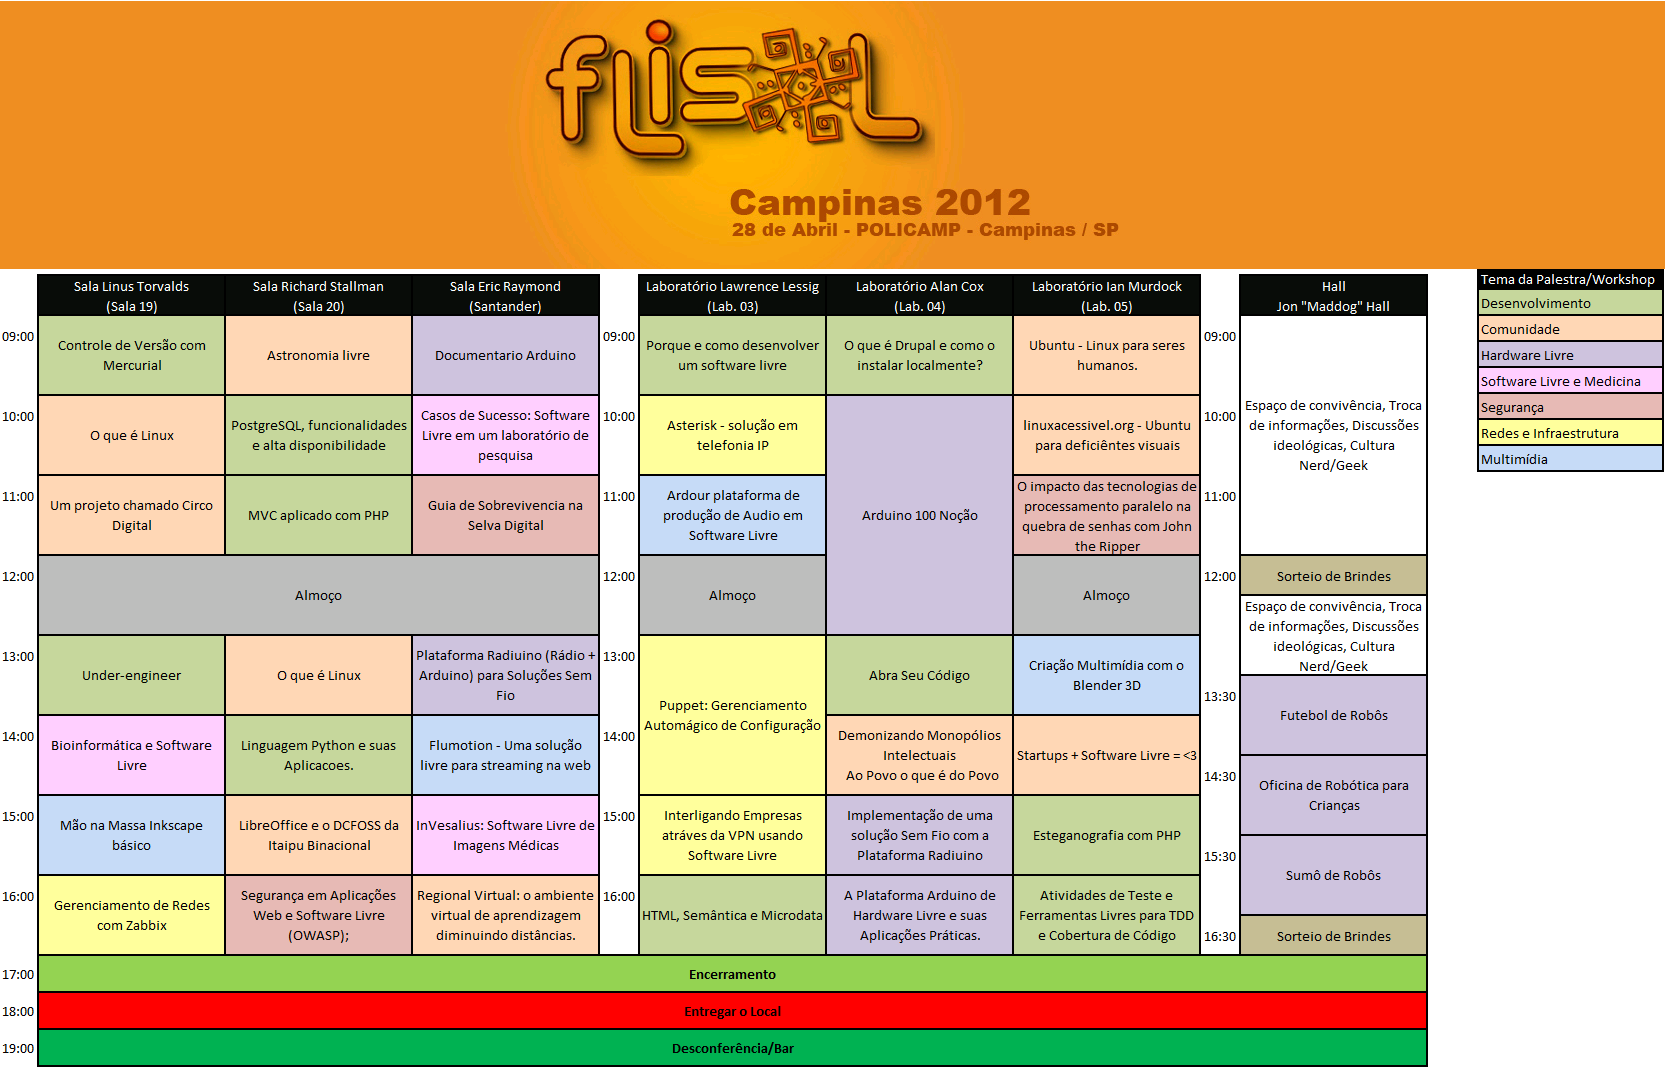 fLISOL
Campinas 2012
28 de Abril - POLICAMP - Campinas / SP
Sala Linus Torvalds
(Sala 19)
Sala Richard Stallman
(Sala 20)
Sala Eric Raymond
(Santander)
Laboratório Lawrence Lessig
(Lab. 03)
Laboratório Alan Cox
(Lab. 04)
Laboratório Ian Murdock
(Lab. 05)
Hall
Jon "Maddog" Hall
Tema da Palestra/Workshop
Desenvolvimento
Comunidade
Hardware Livre
Software Livre e Medicina
Segurança
Redes e Infraestrutura
Multimídia
09:00
Controle de Versão com
Mercurial
Astronomia livre
Documentario Arduino
09:00
Porque e como desenvolver
um software livre
O que é Drupal e como o
instalar localmente?
Ubuntu - Linux para seres
humanos.
09:00
Espaço de convivência, Troca
de informações, Discussões
ideológicas, Cultura
Nerd/Geek
10:00
O que é Linux
PostgreSQL, funcionalidades
e alta disponibilidade
Casos de Sucesso: Software
Livre em um laboratório de
pesquisa
10:00
Asterisk - solução em
telefonia IP
Arduino 100 Noção
linuxacessivel.org - Ubuntu
para deficiêntes visuais
10:00
11:00
Um projeto chamado Circo
Digital
MVC aplicado com PHP
Guia de Sobrevivencia na
Selva Digital
11:00
Ardour plataforma de
produção de Audio em
Software Livre
O impacto das tecnologias de
processamento paralelo na
quebra de senhas com John
the Ripper
11:00
12:00
Almoço
12:00
Almoço
Almoço
12:00
Sorteio de Brindes
Espaço de convivência, Troca
de informações, Discussões
ideológicas, Cultura
Nerd/Geek
13:00
Under-engineer
O que é Linux
Plataforma Radiuino (Rádio +
Arduino) para Soluções Sem
Fio
13:00
Puppet: Gerenciamento
Automágico de Configuração
Abra Seu Código
Criação Multimídia com o
Blender 3D
13:30
Futebol de Robôs
14:00
Bioinformática e Software
Livre
Linguagem Python e suas
Aplicacoes.
Flumotion - Uma solução
livre para streaming na web
14:00
Demonizando Monopólios
Intelectuais
Ao Povo o que é do Povo
Startups + Software Livre = <3
14:30
Oficina de Robótica para
Crianças
15:00
Mão na Massa Inkscape
básico
LibreOffice e o DCFOSS da
Itaipu Binacional
InVesalius: Software Livre de
Imagens Médicas
15:00
Interligando Empresas
atráves da VPN usando
Software Livre
Implementação de uma
solução Sem Fio com a
Plataforma Radiuino
Esteganografia com PHP
15:30
Sumô de Robôs
16:00
Gerenciamento de Redes
com Zabbix
Segurança em Aplicações
Web e Software Livre
(OWASP);
Regional Virtual: o ambiente
virtual de aprendizagem
diminuindo distâncias.
16:00
HTML, Semântica e Microdata
A Plataforma Arduino de
Hardware Livre e suas
Aplicações Práticas.
Atividades de Teste e
Ferramentas Livres para TDD
e Cobertura de Código
16:30
Sorteio de Brindes
17:00
Encerramento
18:00
Entregar o Local
19:00
Desconferência/Bar